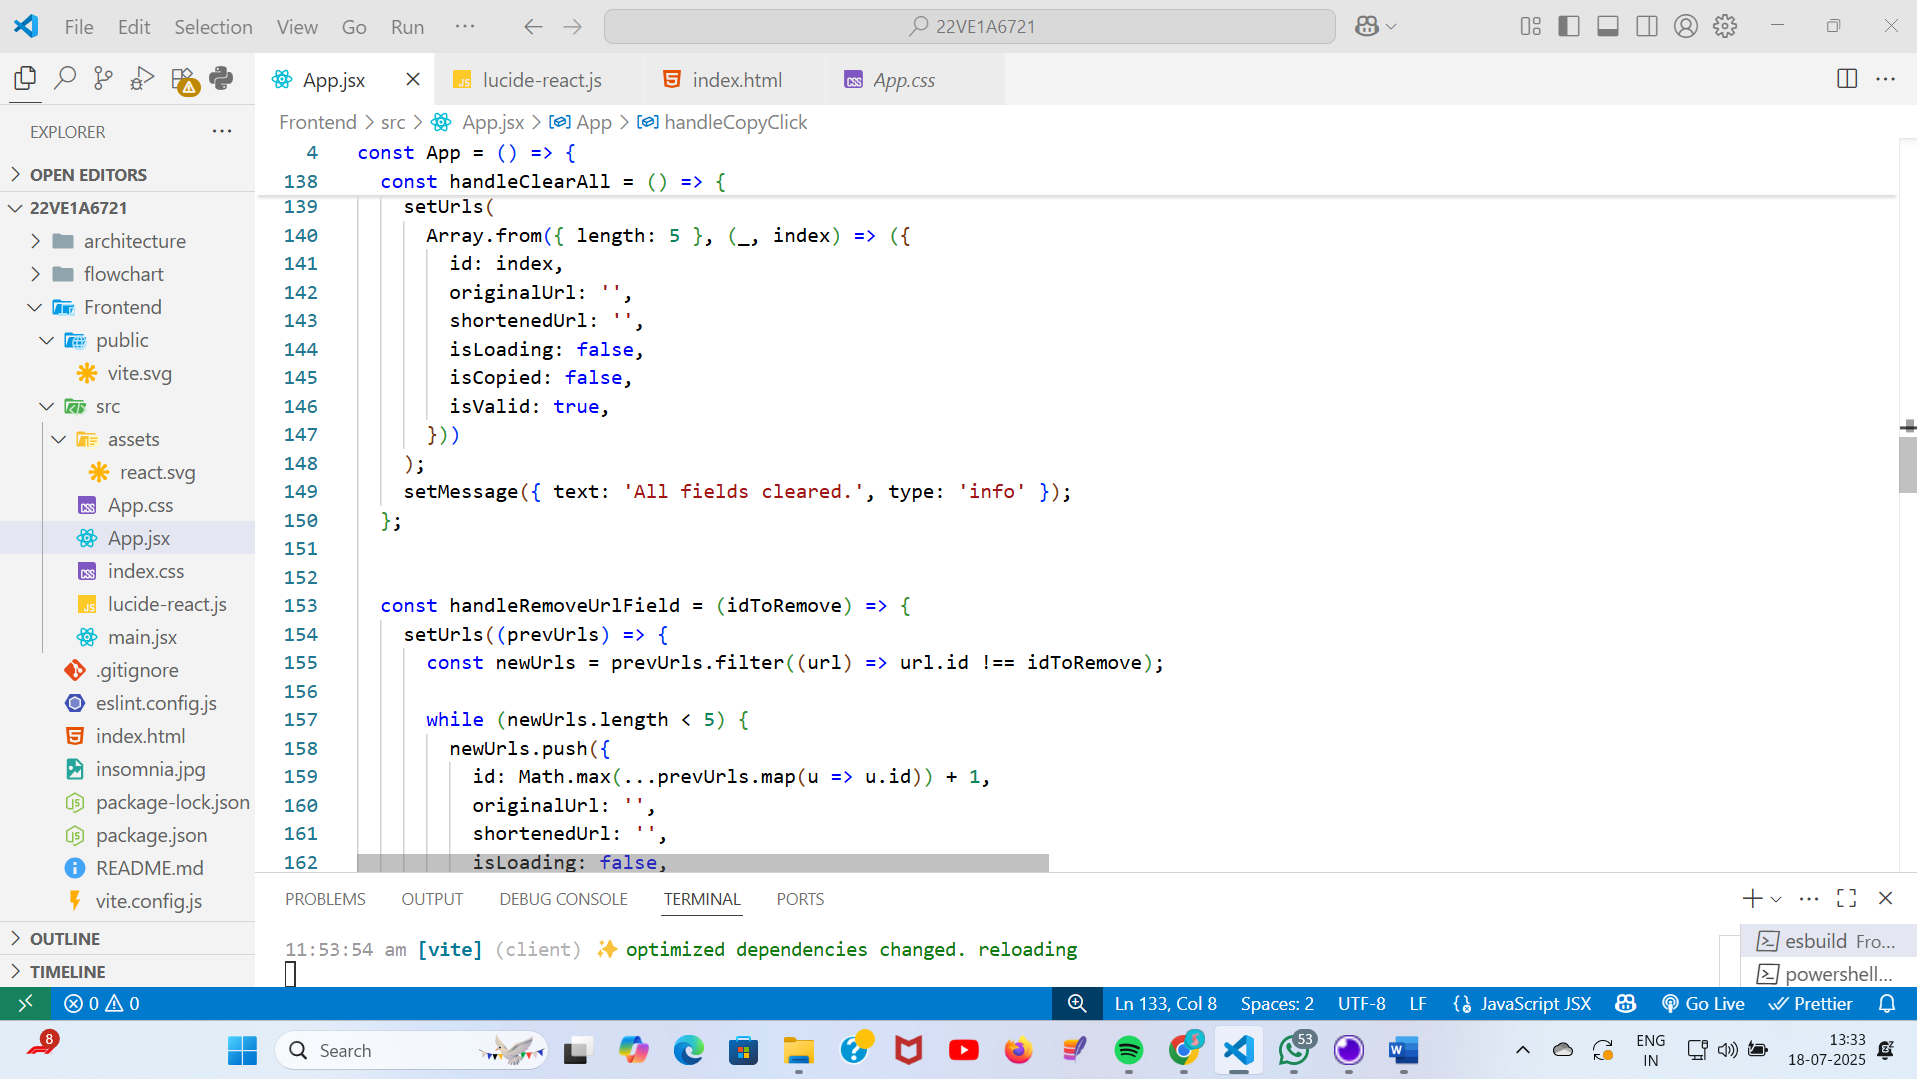 File Edit Selection View Go Run ··· 22VE1A6721
App.jsx lucide-react.js index.html App.css
EXPLORER
OPEN EDITORS
22VE1A6721
architecture
flowchart
Frontend
public
vite.svg
src
assets
react.svg
App.css
App.jsx
index.css
lucide-react.js
main.jsx
.gitignore
eslint.config.js
index.html
insomnia.jpg
package-lock.json
package.json
README.md
vite.config.js
OUTLINE
TIMELINE
Frontend > src > App.jsx > App > handleCopyClick
4 const App = () => {
138 const handleClearAll = () => {
139 setUrls(
140 Array.from({ length: 5 }, (_, index) => ({
141 id: index,
142 originalUrl: '',
143 shortenedUrl: '',
144 isLoading: false,
145 isCopied: false,
146 isValid: true,
147 }))
148 );
149 setMessage({ text: 'All fields cleared.', type: 'info' });
150 };
151
152
153 const handleRemoveUrlField = (idToRemove) => {
154 setUrls((prevUrls) => {
155 const newUrls = prevUrls.filter((url) => url.id !== idToRemove);
156
157 while (newUrls.length < 5) {
158 newUrls.push({
159 id: Math.max(...prevUrls.map(u => u.id)) + 1,
160 originalUrl: '',
161 shortenedUrl: '',
162 isLoading: false,
PROBLEMS OUTPUT DEBUG CONSOLE TERMINAL PORTS
11:53:54 am [vite] (client) ✨ optimized dependencies changed. reloading
esbuild Fro...
powershell...
0 0 Ln 133, Col 8 Spaces: 2 UTF-8 LF JavaScript JSX Go Live Prettier
8 Search 53 ENG
IN
13:33
18-07-2025